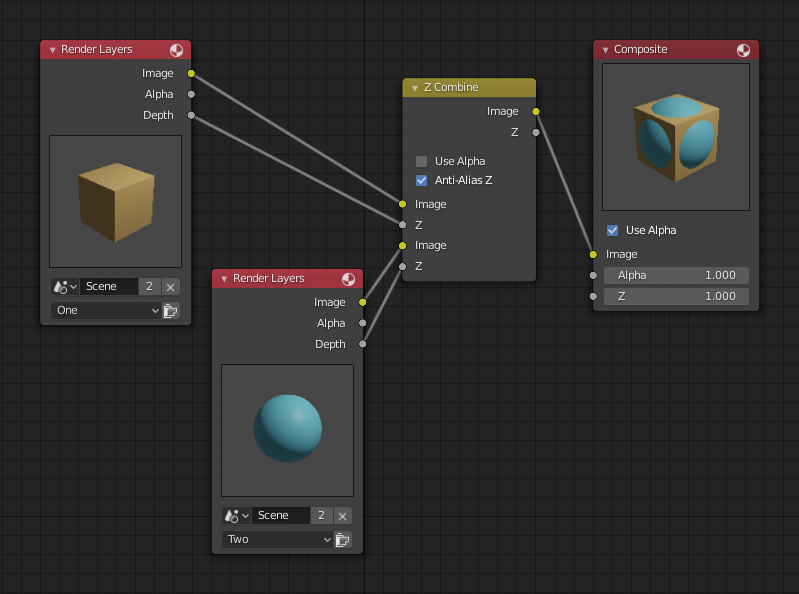 Render Layers
Image
Alpha
Depth
Scene 2
One
Render Layers
Image
Alpha
Depth
Scene 2
Two
Z Combine
Image
Z
Use Alpha
Anti-Alias Z
Image
Z
Image
Z
Composite
Use Alpha
Image
Alpha 1.000
Z 1.000